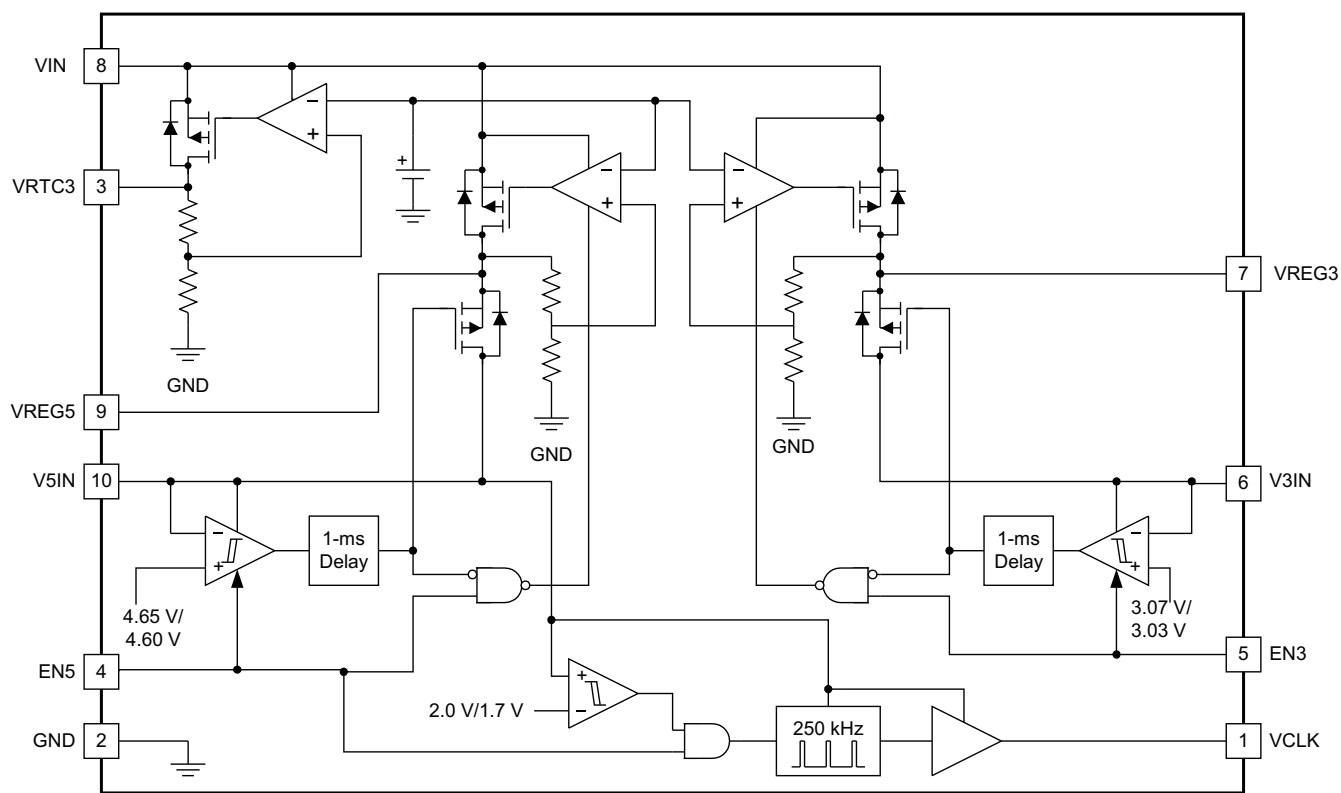 VIN 8
VRTC3 3
+
−
+
−
+
−
+
GND
7 VREG3
VREG5 9
GND
GND
V5IN 10
6 V3IN
−
+
1-ms
Delay
1-ms
Delay
−
+
4.65 V/
4.60 V
3.07 V/
3.03 V
EN5 4
5 EN3
+
−
2.0 V/1.7 V
GND 2
250 kHz
1 VCLK